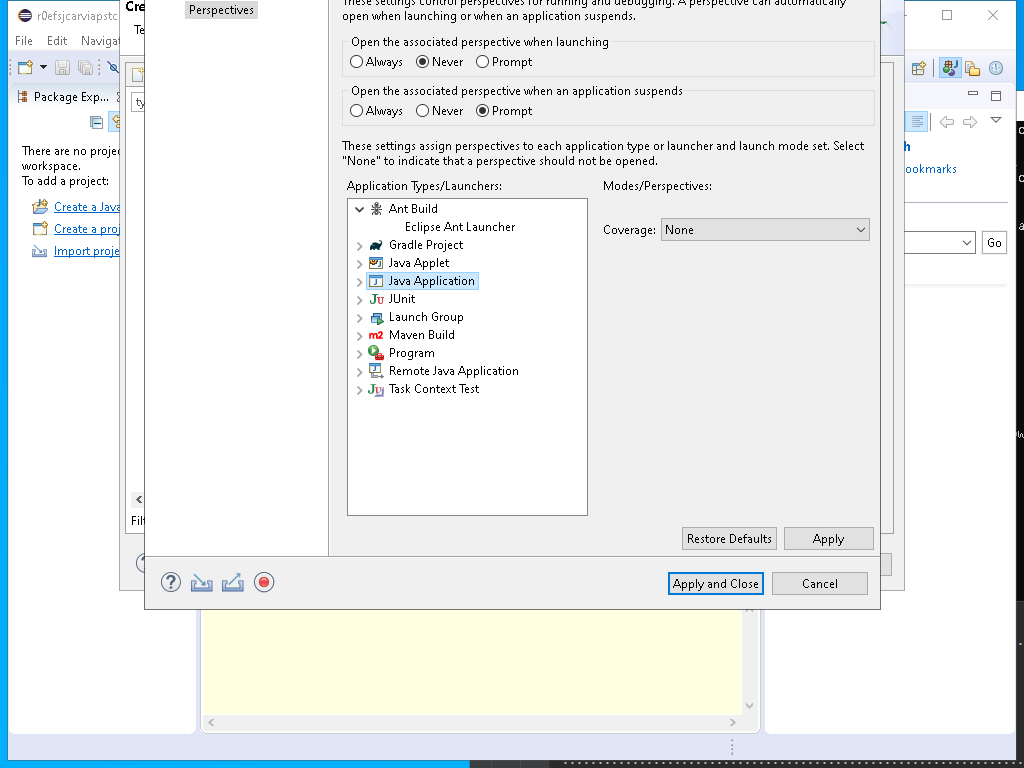 r0efsjcarviapstc
Cre
Perspectives
These settings control perspectives for running and debugging. A perspective can automatically
open when launching or when an application suspends.
File Edit Naviga
Te
Open the associated perspective when launching
Always Never Prompt
Open the associated perspective when an application suspends
Always Never Prompt
Package Exp...
ty
There are no proje
workspace.
To add a project:
Create a Java
Create a proj
Import proje
These settings assign perspectives to each application type or launcher and launch mode set. Select
"None" to indicate that a perspective should not be opened.
Application Types/Launchers:
Modes/Perspectives:
Ant Build
Eclipse Ant Launcher
Gradle Project
Java Applet
Java Application
JUnit
Launch Group
Maven Build
Program
Remote Java Application
Task Context Test
Coverage: None
h
ookmarks
Go
Filt
Restore Defaults Apply
Apply and Close Cancel